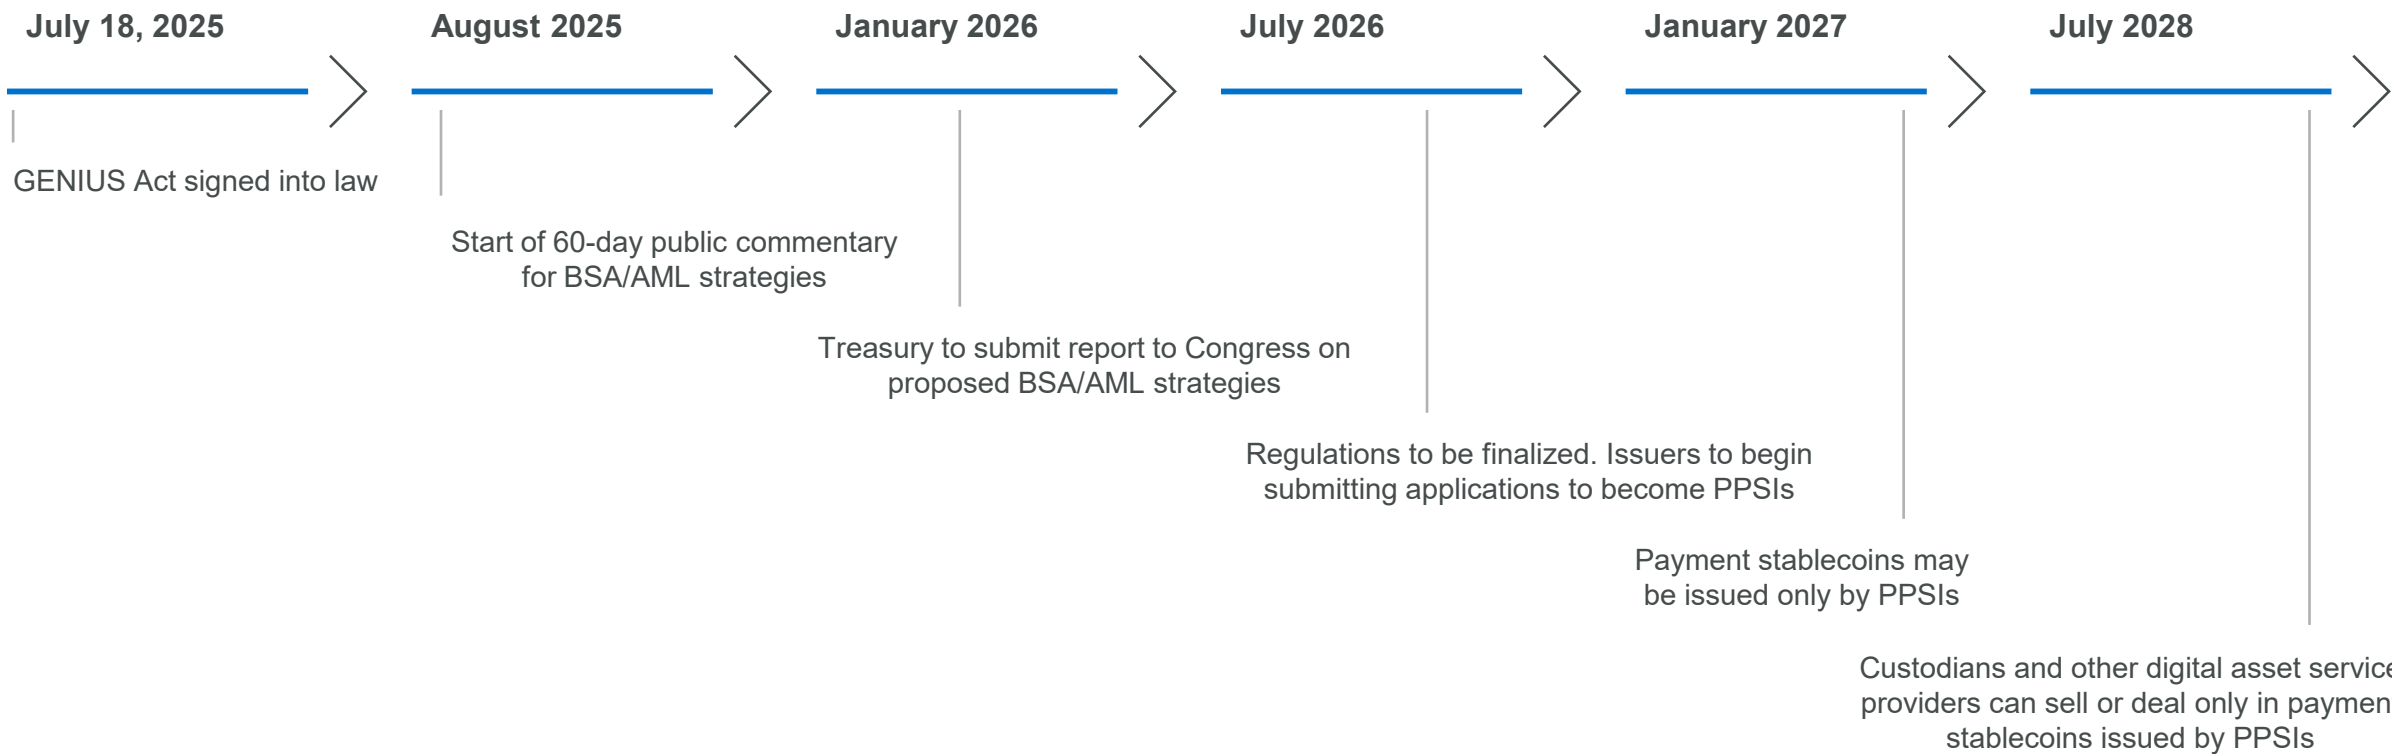 July 18, 2025
August 2025
January 2026
July 2026
January 2027
July 2028
GENIUS Act signed into law
Start of 60-day public commentary
for BSA/AML strategies
Treasury to submit report to Congress on
proposed BSA/AML strategies
Regulations to be finalized. Issuers to begin
submitting applications to become PPSIs
Payment stablecoins may
be issued only by PPSIs
Custodians and other digital asset service
providers can sell or deal only in paymen
stablecoins issued by PPSIs